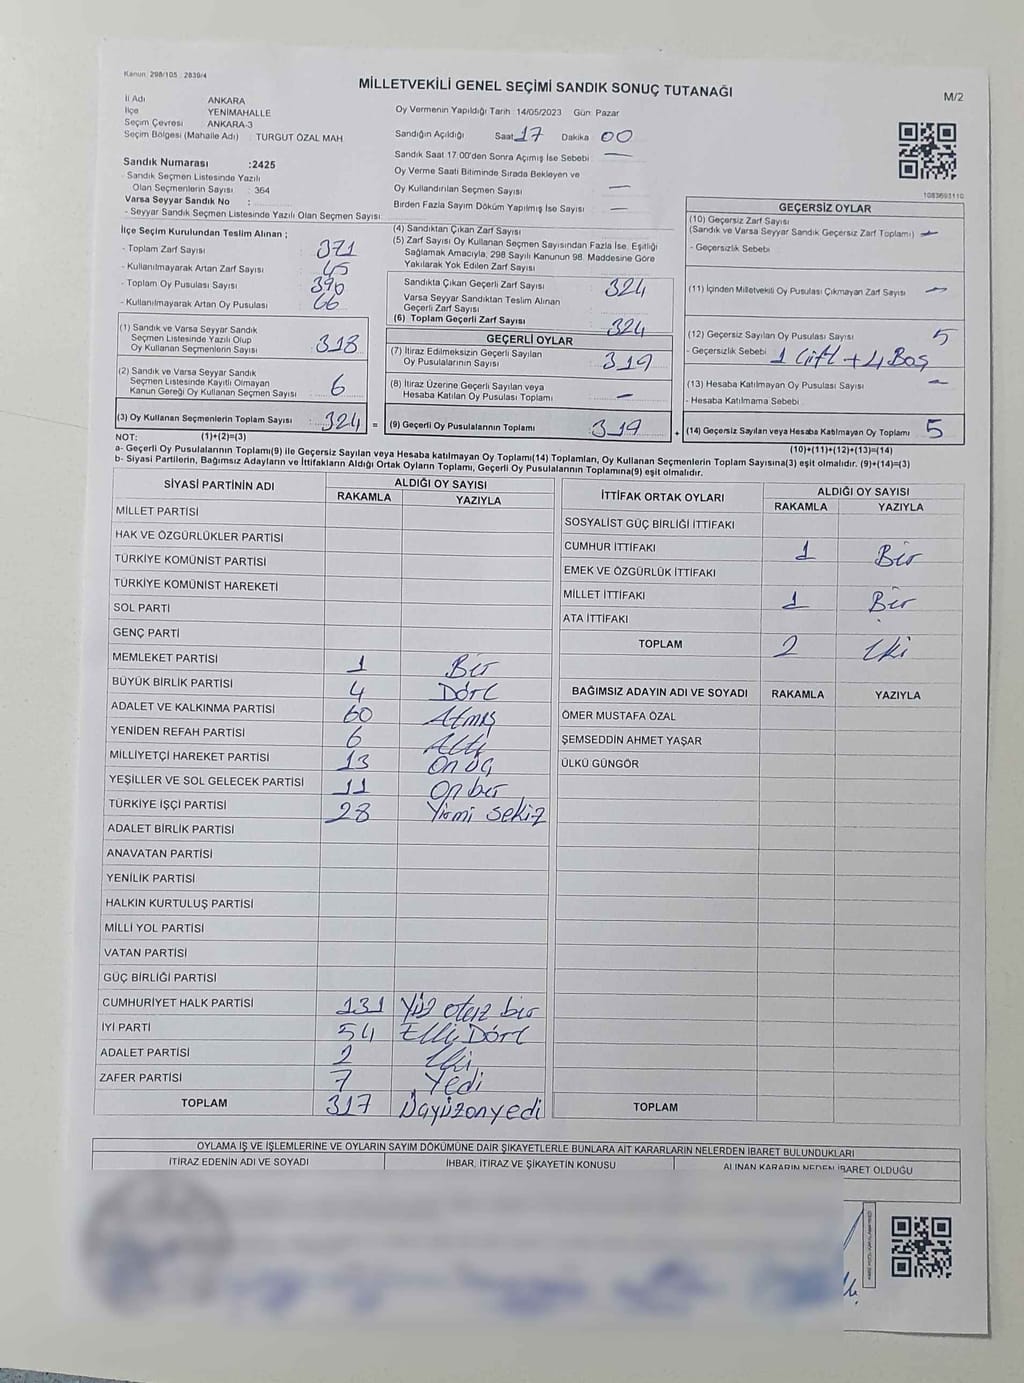 Kanun: 298/105 : 2839/4
MİLLETVEKİLİ GENEL SEÇİMİ SANDIK SONUÇ TUTANAĞI
M/2
İl Adı ANKARA
İlçe YENİMAHALLE
Seçim Çevresi ANKARA-3
Seçim Bölgesi (Mahalle Adı) : TURGUT ÖZAL MAH
Oy Vermenin Yapıldığı Tarih : 14/05/2023 Gün : Pazar
Sandığın Açıldığı Saat 17 Dakika 00
Sandık Saat 17:00'den Sonra Açılmış İse Sebebi —
Oy Verme Saati Bitiminde Sırada Bekleyen ve
Oy Kullandırılan Seçmen Sayısı —
Birden Fazla Sayım Döküm Yapılmış İse Sayısı —
Sandık Numarası :2425
- Sandık Seçmen Listesinde Yazılı
Olan Seçmenlerin Sayısı : 364
Varsa Seyyar Sandık No :
- Seyyar Sandık Seçmen Listesinde Yazılı Olan Seçmen Sayısı :
1083693110
İlçe Seçim Kurulundan Teslim Alınan ;
- Toplam Zarf Sayısı 371
- Kullanılmayarak Artan Zarf Sayısı 45
- Toplam Oy Pusulası Sayısı 390
- Kullanılmayarak Artan Oy Pusulası 66
(1) Sandık ve Varsa Seyyar Sandık
Seçmen Listesinde Yazılı Olup
Oy Kullanan Seçmenlerin Sayısı 318
(2) Sandık ve Varsa Seyyar Sandık
Seçmen Listesinde Kayıtlı Olmayan
Kanun Gereği Oy Kullanan Seçmen Sayısı 6
(3) Oy Kullanan Seçmenlerin Toplam Sayısı 324 =
(4) Sandıktan Çıkan Zarf Sayısı
(5) Zarf Sayısı Oy Kullanan Seçmen Sayısından Fazla İse, Eşitliği
Sağlamak Amacıyla, 298 Sayılı Kanunun 98. Maddesine Göre
Yakılarak Yok Edilen Zarf Sayısı
Sandıkta Çıkan Geçerli Zarf Sayısı 324
Varsa Seyyar Sandıktan Teslim Alınan
Geçerli Zarf Sayısı
(6) Toplam Geçerli Zarf Sayısı 324
GEÇERLİ OYLAR
(7) İtiraz Edilmeksizin Geçerli Sayılan
Oy Pusulalarının Sayısı 319
(8) İtiraz Üzerine Geçerli Sayılan veya
Hesaba Katılan Oy Pusulası Toplamı —
(9) Geçerli Oy Pusulalarının Toplamı 319 +
GEÇERSİZ OYLAR
(10) Geçersiz Zarf Sayısı
(Sandık ve Varsa Seyyar Sandık Geçersiz Zarf Toplamı) —
- Geçersizlik Sebebi
(11) İçinden Milletvekili Oy Pusulası Çıkmayan Zarf Sayısı —
(12) Geçersiz Sayılan Oy Pusulası Sayısı 5
- Geçersizlik Sebebi 1 Çift + 4 Boş
(13) Hesaba Katılmayan Oy Pusulası Sayısı —
- Hesaba Katılmama Sebebi
(14) Geçersiz Sayılan veya Hesaba Katılmayan Oy Toplamı 5
NOT: (1)+(2)=(3) (10)+(11)+(12)+(13)=(14)
a- Geçerli Oy Pusulalarının Toplamı(9) ile Geçersiz Sayılan veya Hesaba katılmayan Oy Toplamı(14) Toplamları, Oy Kullanan Seçmenlerin Toplam Sayısına(3) eşit olmalıdır. (9)+(14)=(3)
b- Siyasi Partilerin, Bağımsız Adayların ve İttifakların Aldığı Ortak Oyların Toplamı, Geçerli Oy Pusulalarının Toplamına(9) eşit olmalıdır.
SİYASİ PARTİNİN ADI ALDIĞI OY SAYISI
RAKAMLA YAZIYLA
MİLLET PARTİSİ
HAK VE ÖZGÜRLÜKLER PARTİSİ
TÜRKİYE KOMÜNİST PARTİSİ
TÜRKİYE KOMÜNİST HAREKETİ
SOL PARTİ
GENÇ PARTİ
MEMLEKET PARTİSİ 1 Bir
BÜYÜK BİRLİK PARTİSİ 4 Dört
ADALET VE KALKINMA PARTİSİ 60 Atmış
YENİDEN REFAH PARTİSİ 6 Altı
MİLLİYETÇİ HAREKET PARTİSİ 13 On üç
YEŞİLLER VE SOL GELECEK PARTİSİ 11 On bir
TÜRKİYE İŞÇİ PARTİSİ 28 Yirmi sekiz
ADALET BİRLİK PARTİSİ
ANAVATAN PARTİSİ
YENİLİK PARTİSİ
HALKIN KURTULUŞ PARTİSİ
MİLLİ YOL PARTİSİ
VATAN PARTİSİ
GÜÇ BİRLİĞİ PARTİSİ
CUMHURİYET HALK PARTİSİ 131 Yüz otuz bir
İYİ PARTİ 54 Elli Dört
ADALET PARTİSİ 2 İki
ZAFER PARTİSİ 7 Yedi
TOPLAM 317 Üçyüzonyedi
İTTİFAK ORTAK OYLARI ALDIĞI OY SAYISI
RAKAMLA YAZIYLA
SOSYALİST GÜÇ BİRLİĞİ İTTİFAKI
CUMHUR İTTİFAKI 1 Bir
EMEK VE ÖZGÜRLÜK İTTİFAKI
MİLLET İTTİFAKI 1 Bir
ATA İTTİFAKI
TOPLAM 2 İki
BAĞIMSIZ ADAYIN ADI VE SOYADI RAKAMLA YAZIYLA
ÖMER MUSTAFA ÖZAL
ŞEMSEDDİN AHMET YAŞAR
ÜLKÜ GÜNGÖR
TOPLAM
OYLAMA İŞ VE İŞLEMLERİNE VE OYLARIN SAYIM DÖKÜMÜNE DAİR ŞİKAYETLERLE BUNLARA AİT KARARLARIN NELERDEN İBARET BULUNDUKLARI
İTİRAZ EDENİN ADI VE SOYADI İHBAR, İTİRAZ VE ŞİKAYETİN KONUSU ALINAN KARARIN NEDEN İBARET OLDUĞU